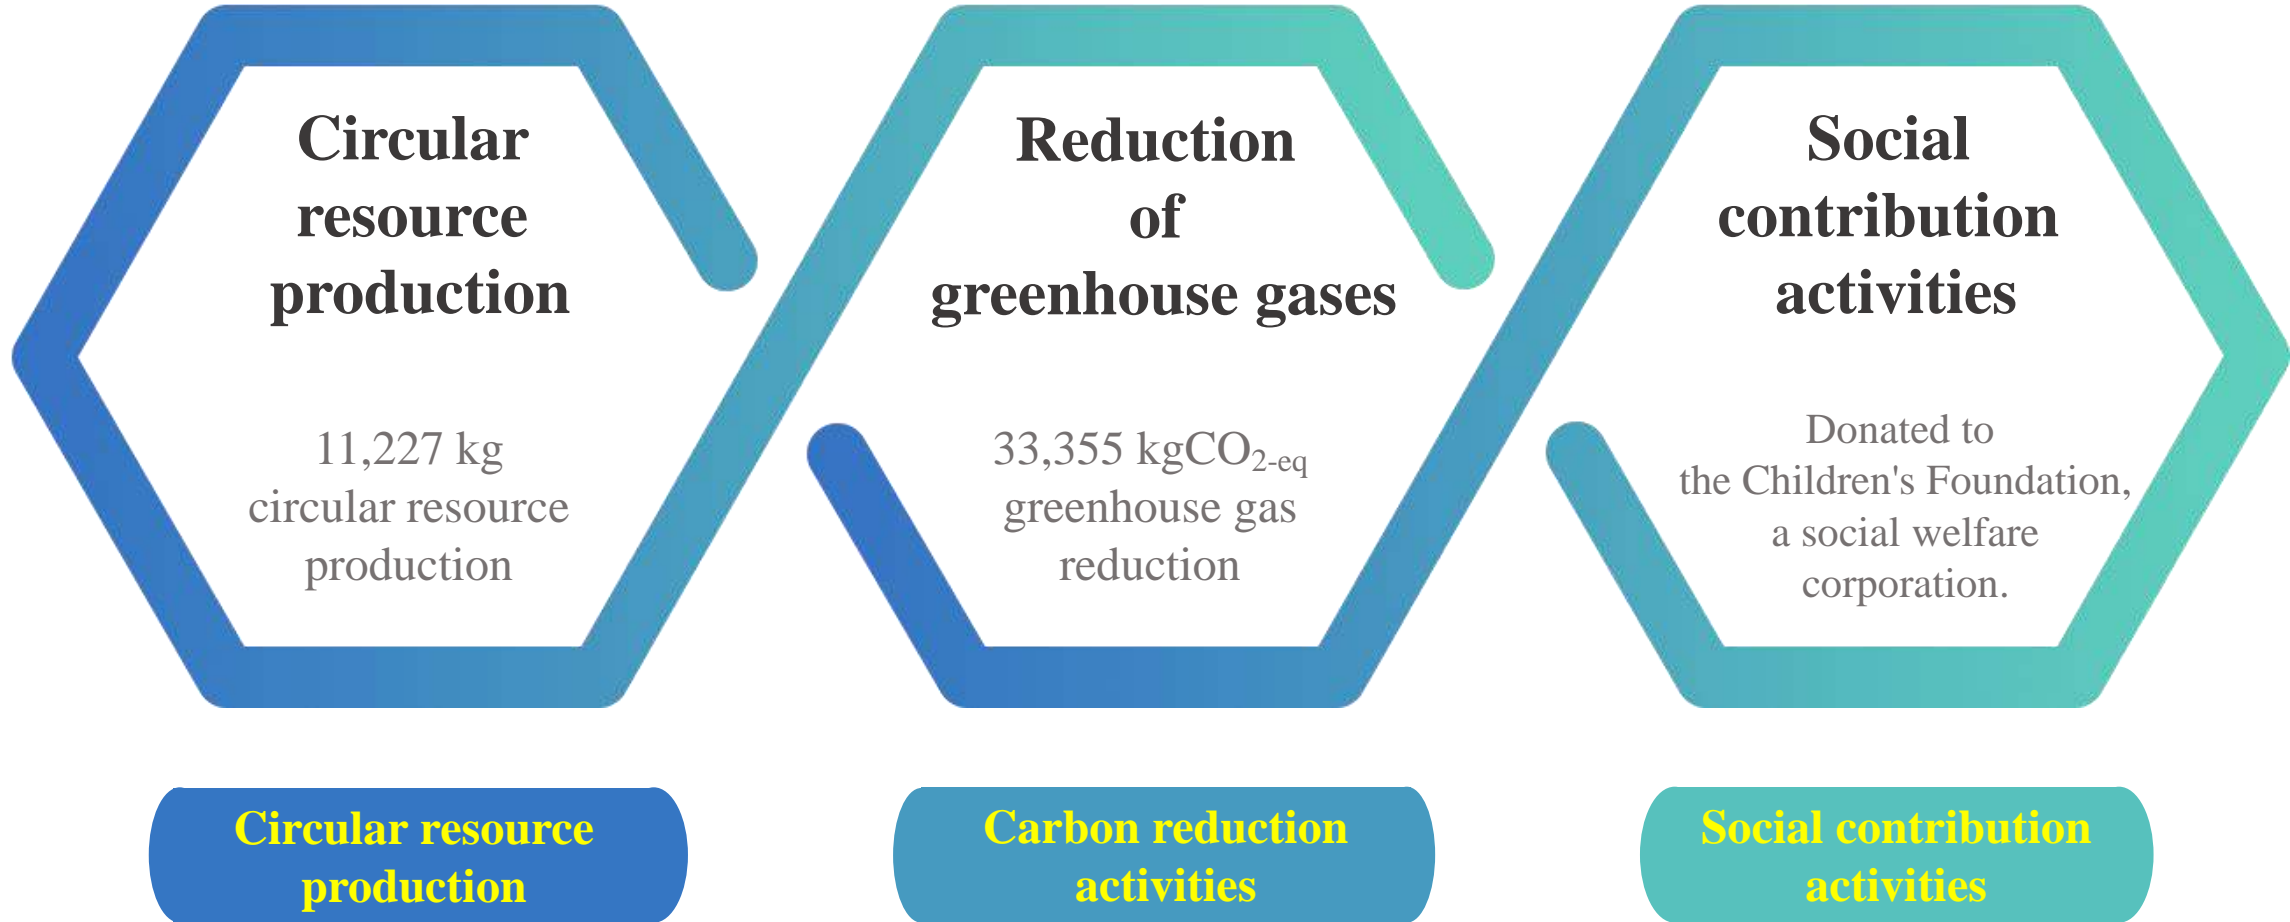 Circular
resource
production
11,227 kg
circular resource
production
Reduction
of
greenhouse gases
33,355 kgCO2-eq
greenhouse gas
reduction
Social
contribution
activities
Donated to
the Children's Foundation,
a social welfare
corporation.
Circular resource
production
Carbon reduction
activities
Social contribution
activities